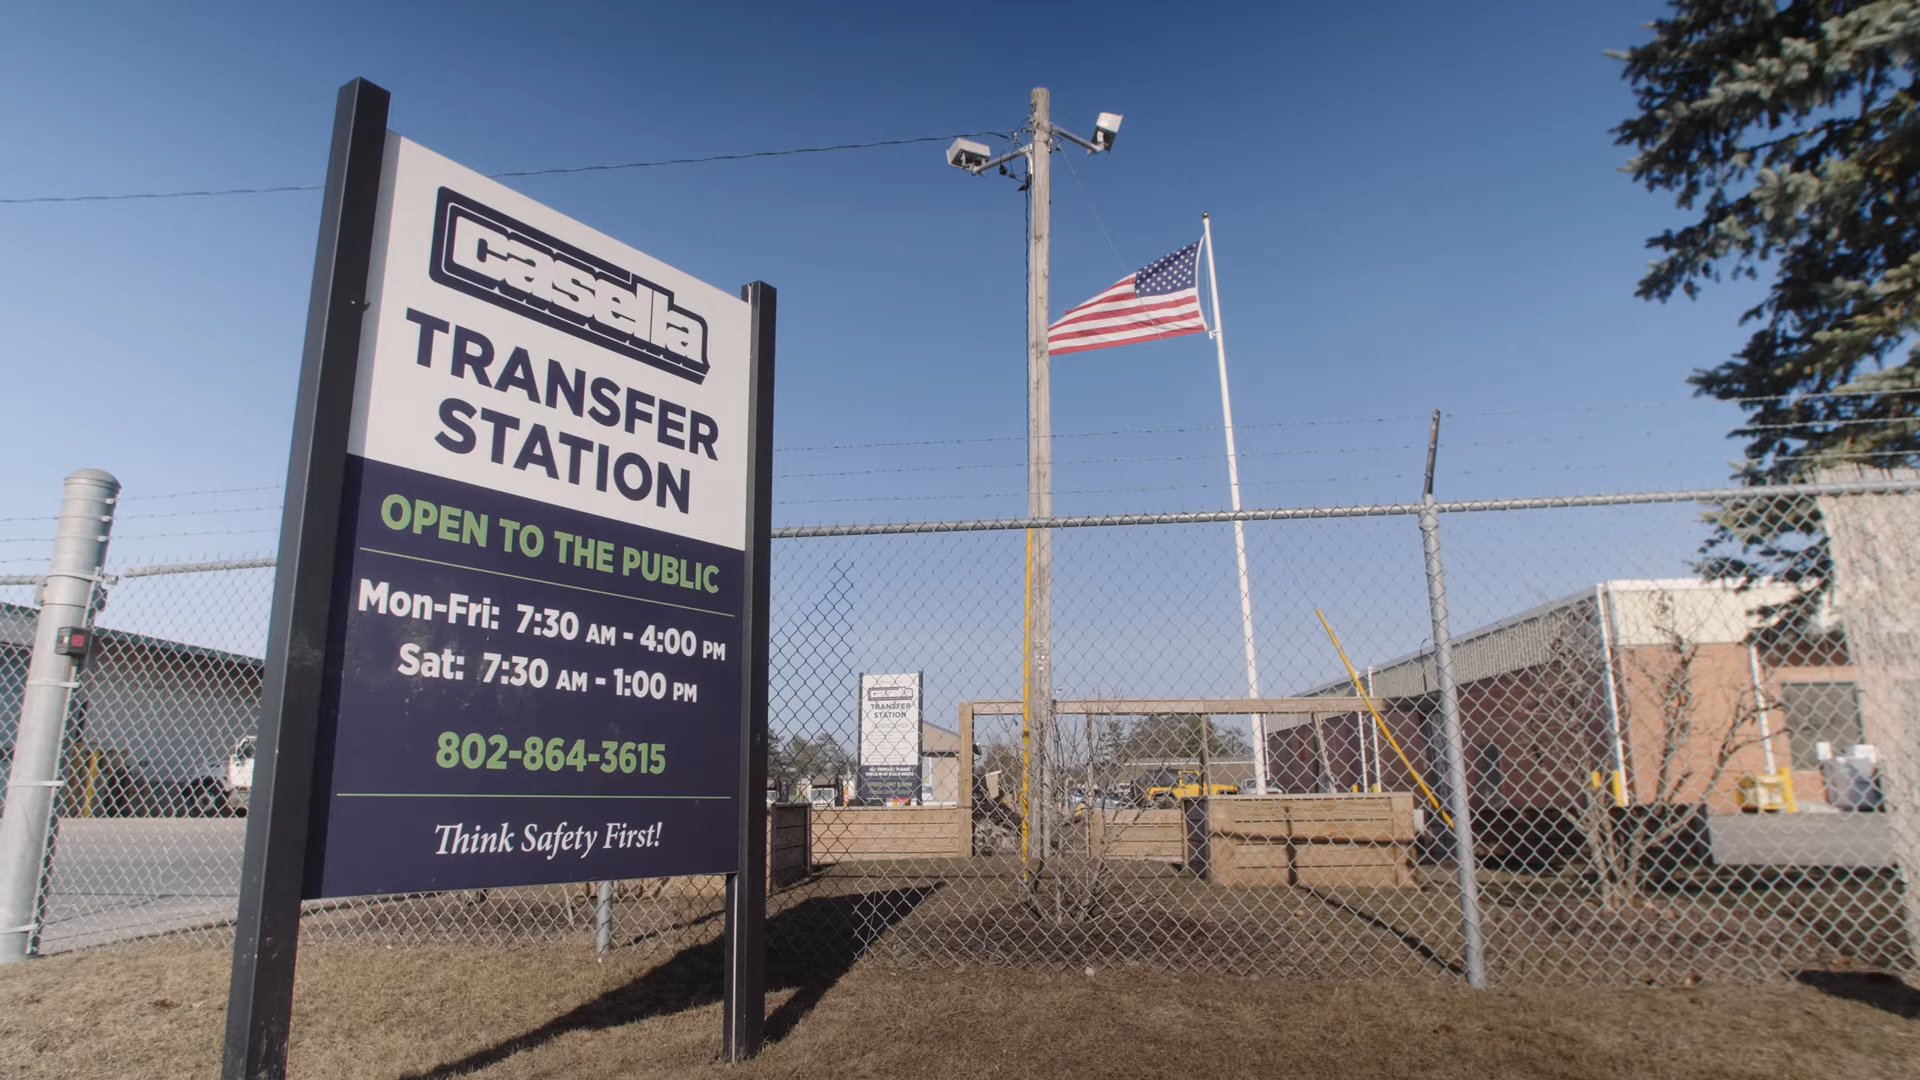 casella
TRANSFER
STATION
OPEN TO THE PUBLIC
Mon-Fri: 7:30 AM - 4:00 PM
Sat: 7:30 AM - 1:00 PM
802-864-3615
Think Safety First!
casella
TRANSFER
STATION